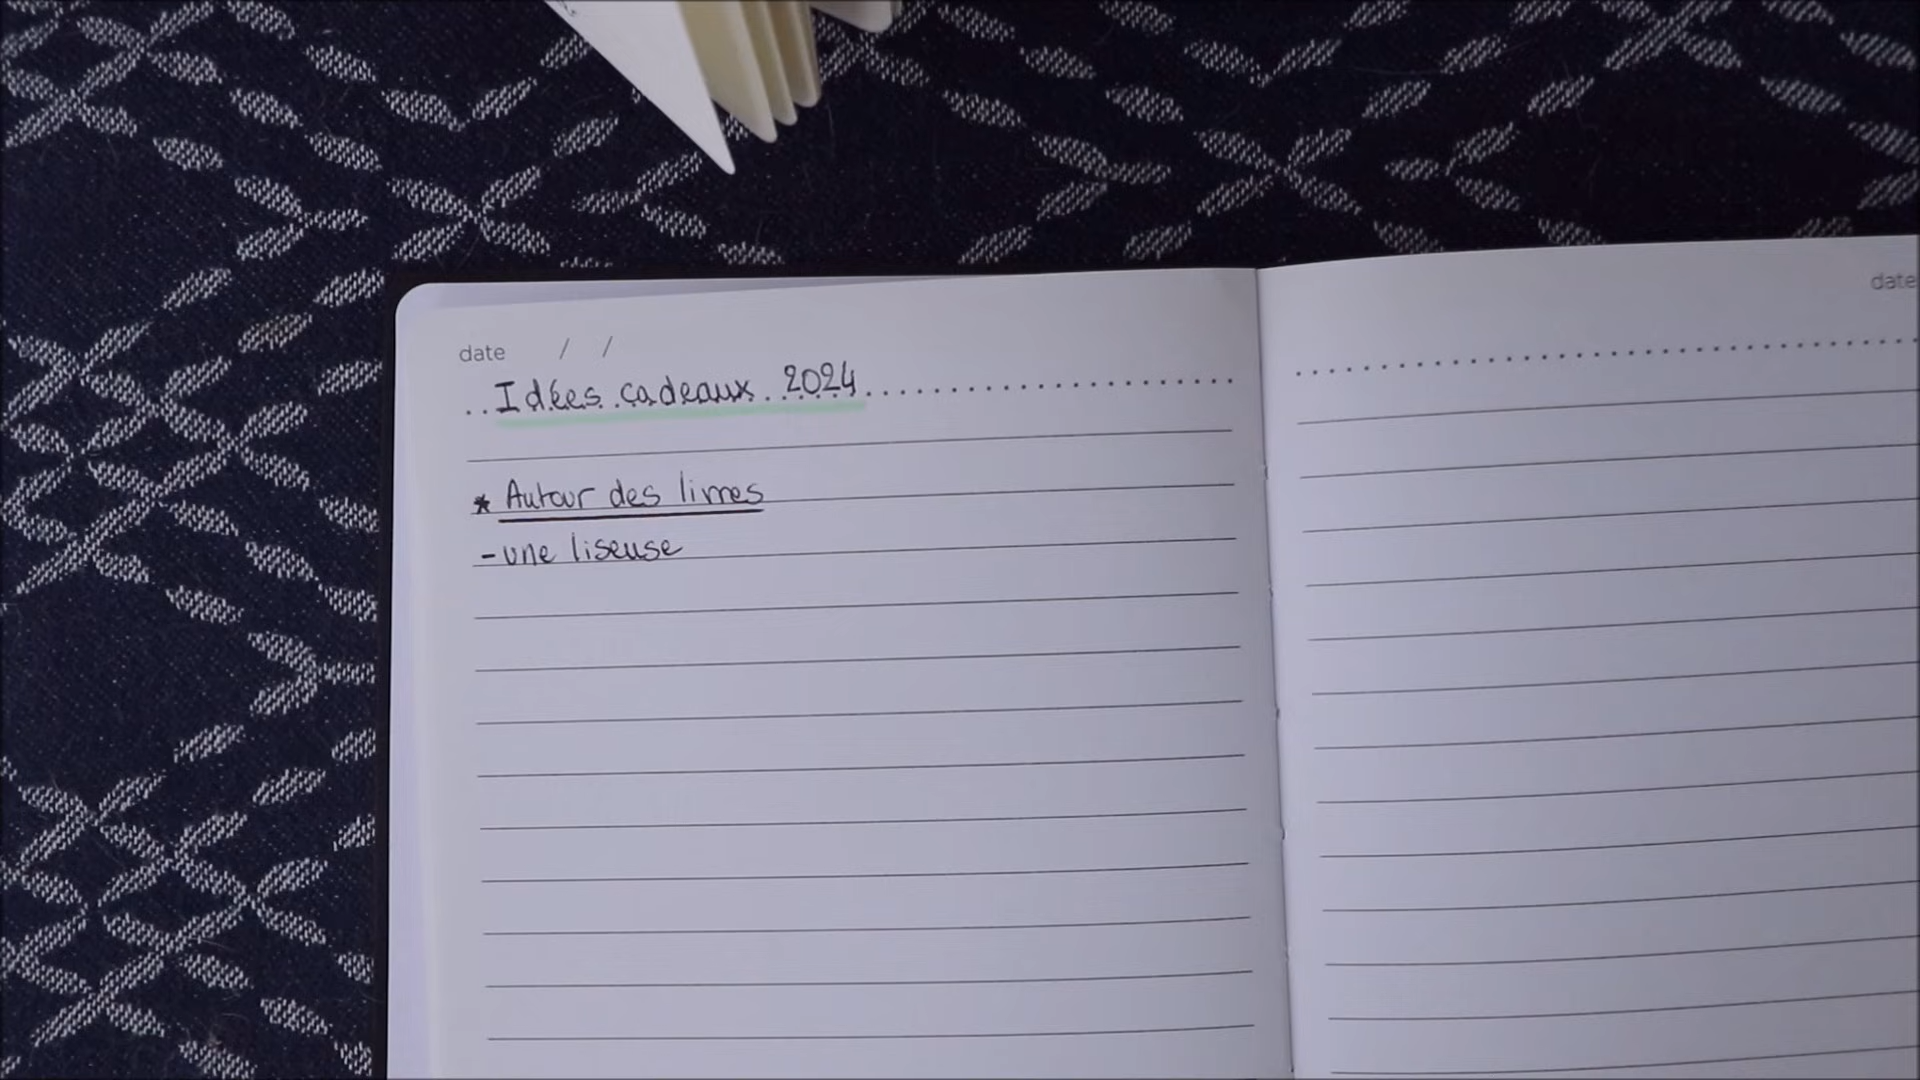 date / /
Idées cadeaux 2024
* Autour des livres
- une liseuse
date